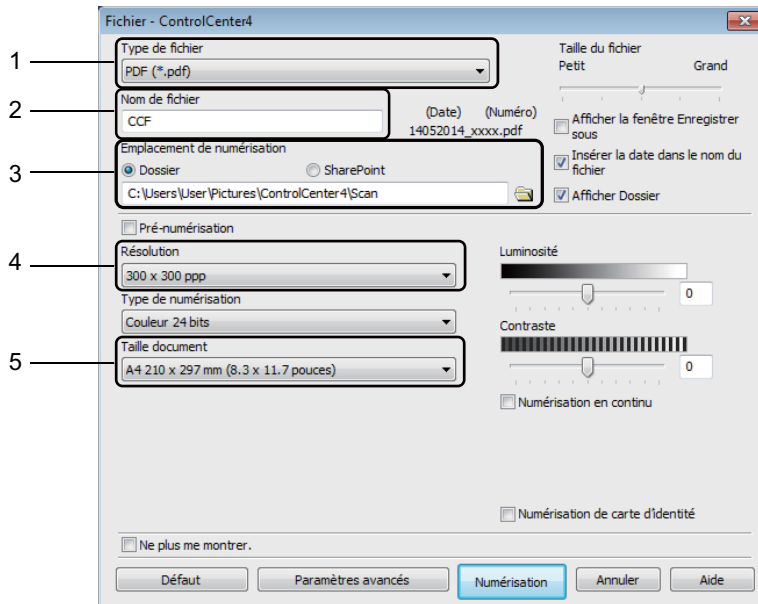 Fichier - ControlCenter4
1
Type de fichier
PDF (*.pdf)
Taille du fichier
Petit Grand
2
Nom de fichier
CCF
(Date) (Numéro)
14052014_xxxx.pdf
Afficher la fenêtre Enregistrer
sous
Insérer la date dans le nom du
fichier
Afficher Dossier
3
Emplacement de numérisation
Dossier SharePoint
C:\Users\User\Pictures\ControlCenter4\Scan
Pré-numérisation
4
Résolution
300 x 300 ppp
Type de numérisation
Couleur 24 bits
5
Taille document
A4 210 x 297 mm (8.3 x 11.7 pouces)
Luminosité
0
Contraste
0
Numérisation en continu
Numérisation de carte d'identité
Ne plus me montrer.
Défaut Paramètres avancés Numérisation Annuler Aide